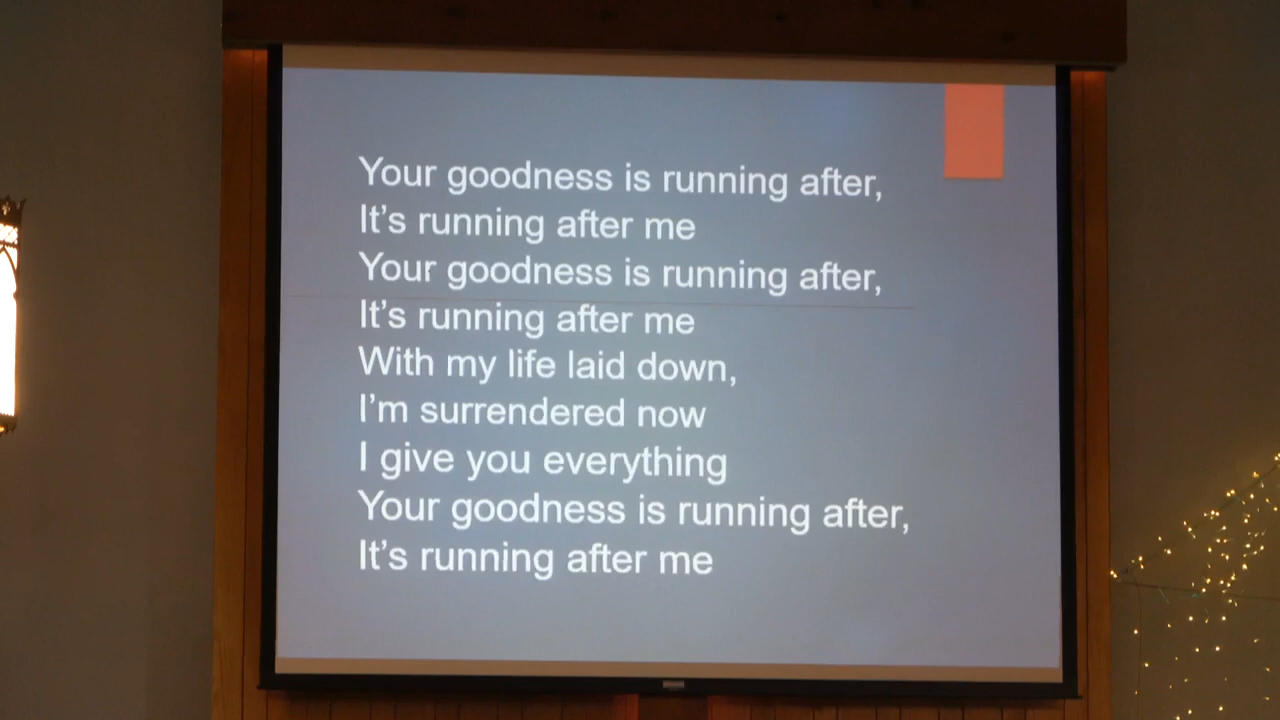 Your goodness is running after,
It's running after me
Your goodness is running after,
It's running after me
With my life laid down,
I'm surrendered now
I give you everything
Your goodness is running after,
It's running after me